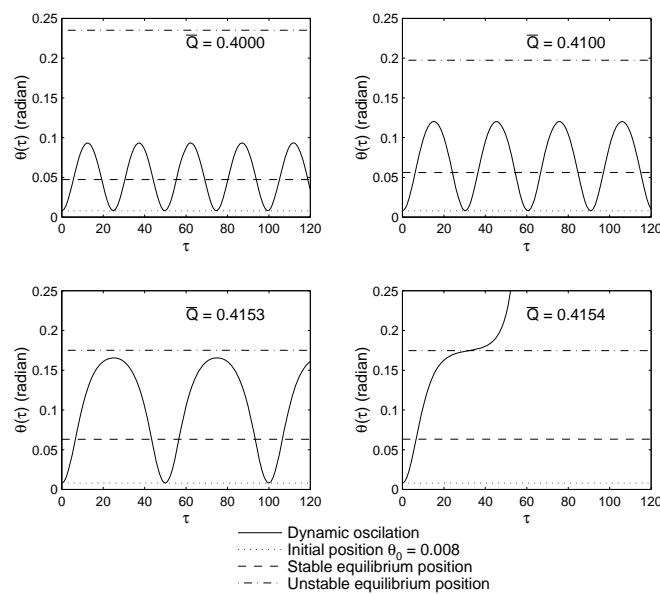 Q̅ = 0.4000
0.25
0.2
0.15
0.1
0.05
0
θ(τ) (radian)
0 20 40 60 80 100 120
τ
Q̅ = 0.4100
0.25
0.2
0.15
0.1
0.05
0
θ(τ) (radian)
0 20 40 60 80 100 120
τ
Q̅ = 0.4153
0.25
0.2
0.15
0.1
0.05
0
θ(τ) (radian)
0 20 40 60 80 100 120
τ
Q̅ = 0.4154
0.25
0.2
0.15
0.1
0.05
0
θ(τ) (radian)
0 20 40 60 80 100 120
τ
Dynamic oscilation
Initial position θ₀ = 0.008
Stable equilibrium position
Unstable equilibrium position